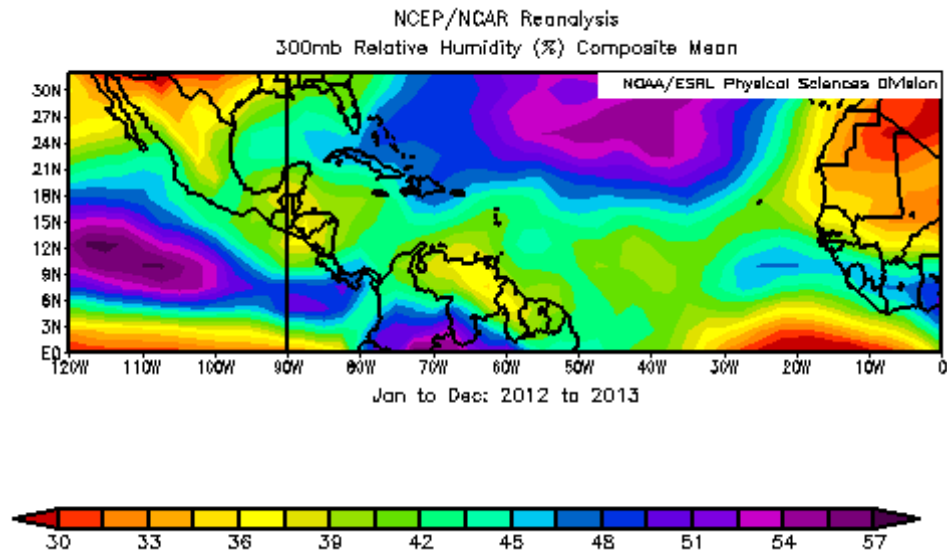 NCEP/NCAR Reanalysis
300mb Relative Humidity (%) Composite Mean
NOAA/ESRL Physical Sciences Division
30N
27N
24N
21N
18N
15N
12N
9N
6N
3N
EQ
120W 110W 100W 90W 80W 70W 60W 50W 40W 30W 20W 10W 0
Jan to Dec: 2012 to 2013
30 33 36 39 42 45 48 51 54 57